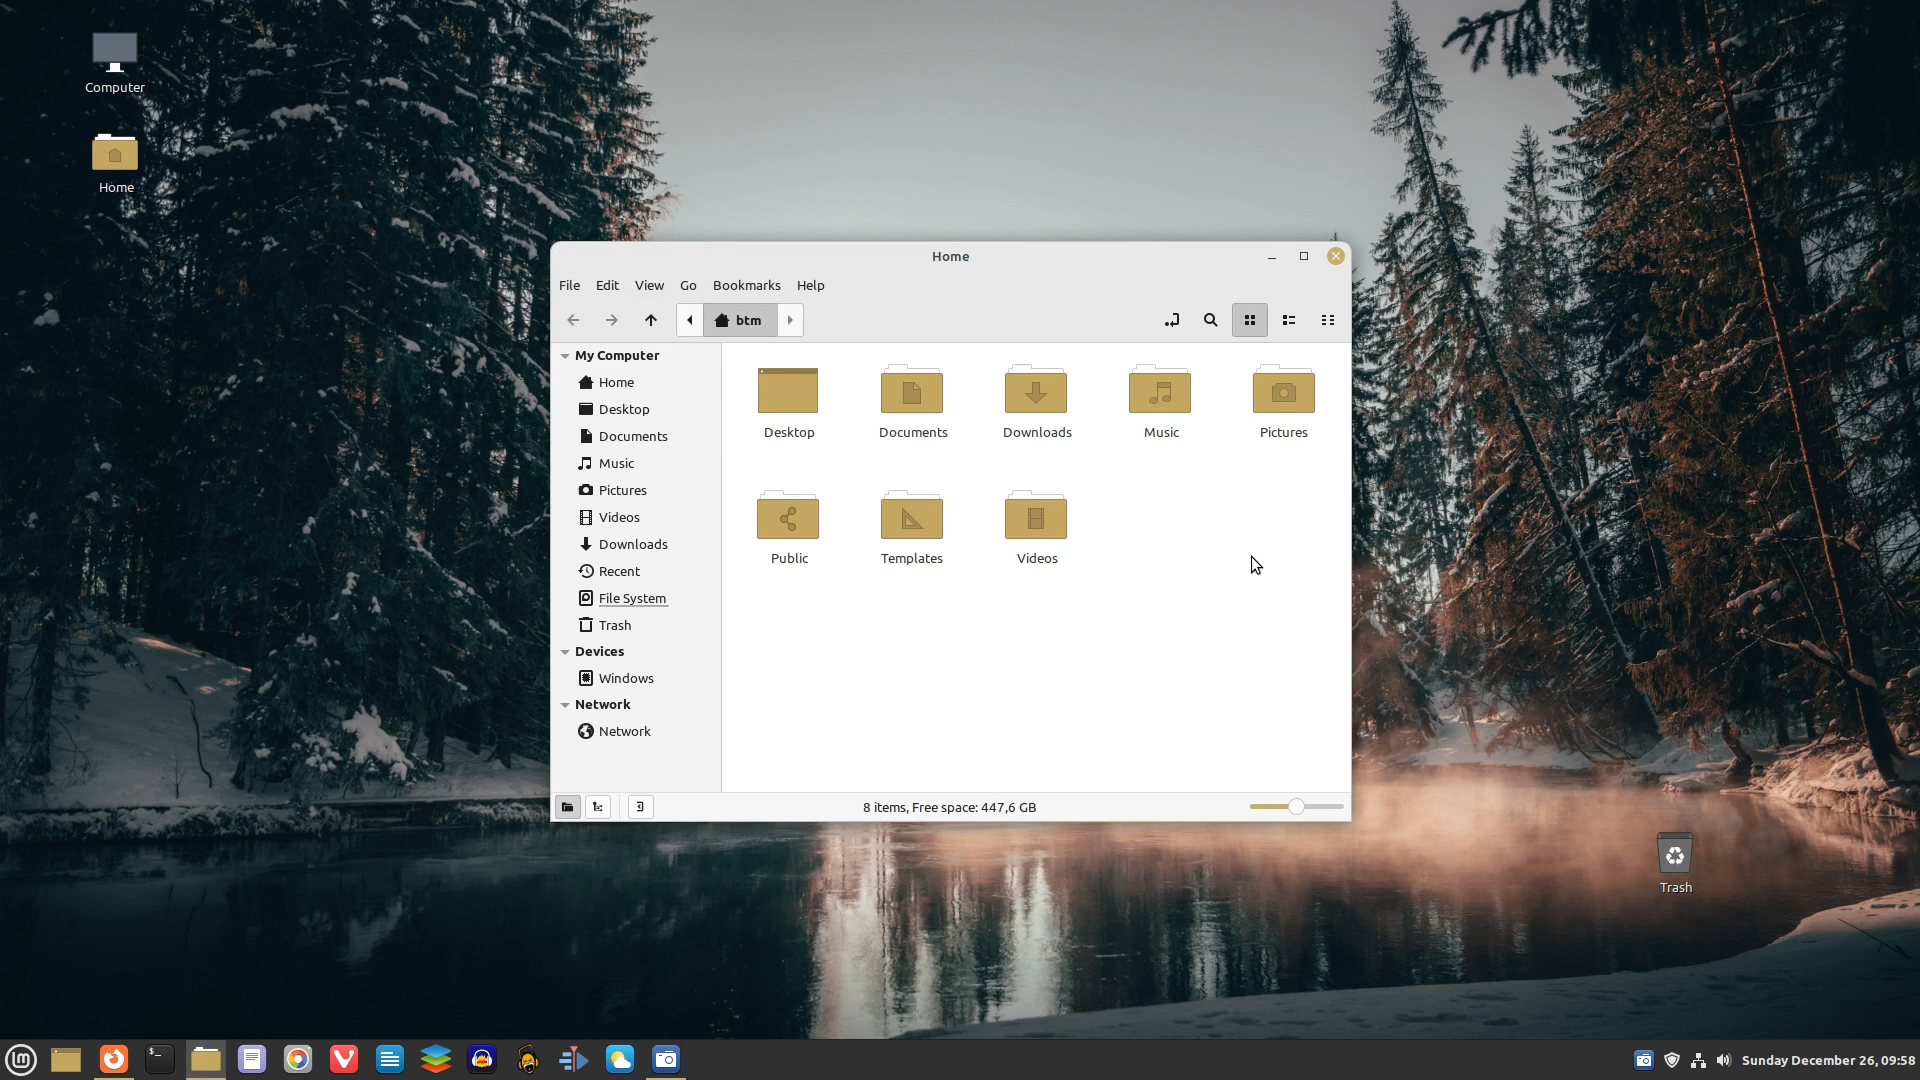 Computer
Home
Home
File Edit View Go Bookmarks Help
btm
My Computer
Home
Desktop
Documents
Music
Pictures
Videos
Downloads
Recent
File System
Trash
Devices
Windows
Network
Network
Desktop Documents Downloads Music Pictures
Public Templates Videos
8 items, Free space: 447,6 GB
Trash
Sunday December 26, 09:58